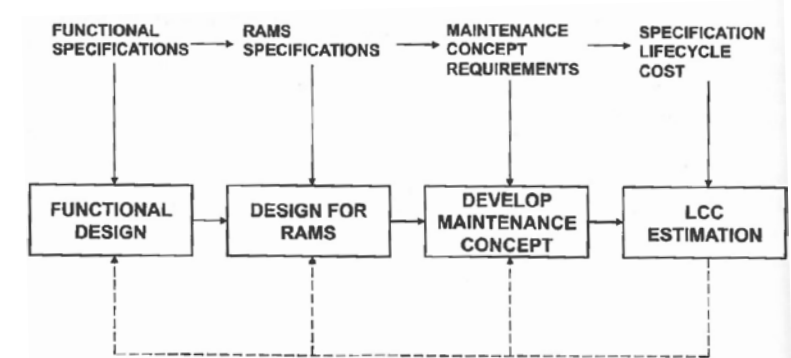 FUNCTIONAL
SPECIFICATIONS
RAMS
SPECIFICATIONS
MAINTENANCE
CONCEPT
REQUIREMENTS
SPECIFICATION
LIFECYCLE
COST
FUNCTIONAL
DESIGN
DESIGN FOR
RAMS
DEVELOP
MAINTENANCE
CONCEPT
LCC
ESTIMATION